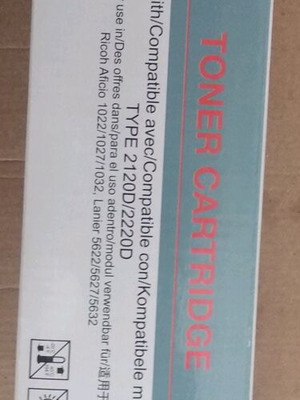 TONER CARTRIDGE
ith/Compatible avec/Compatible con/Kompatibele m
TYPE 2120D/2220D
use in/Des offres dans/para el uso adentro/modul verwendbar für/适用于
Ricoh Aficio 1022/1027/1032, Lanier 5622/5627/5632